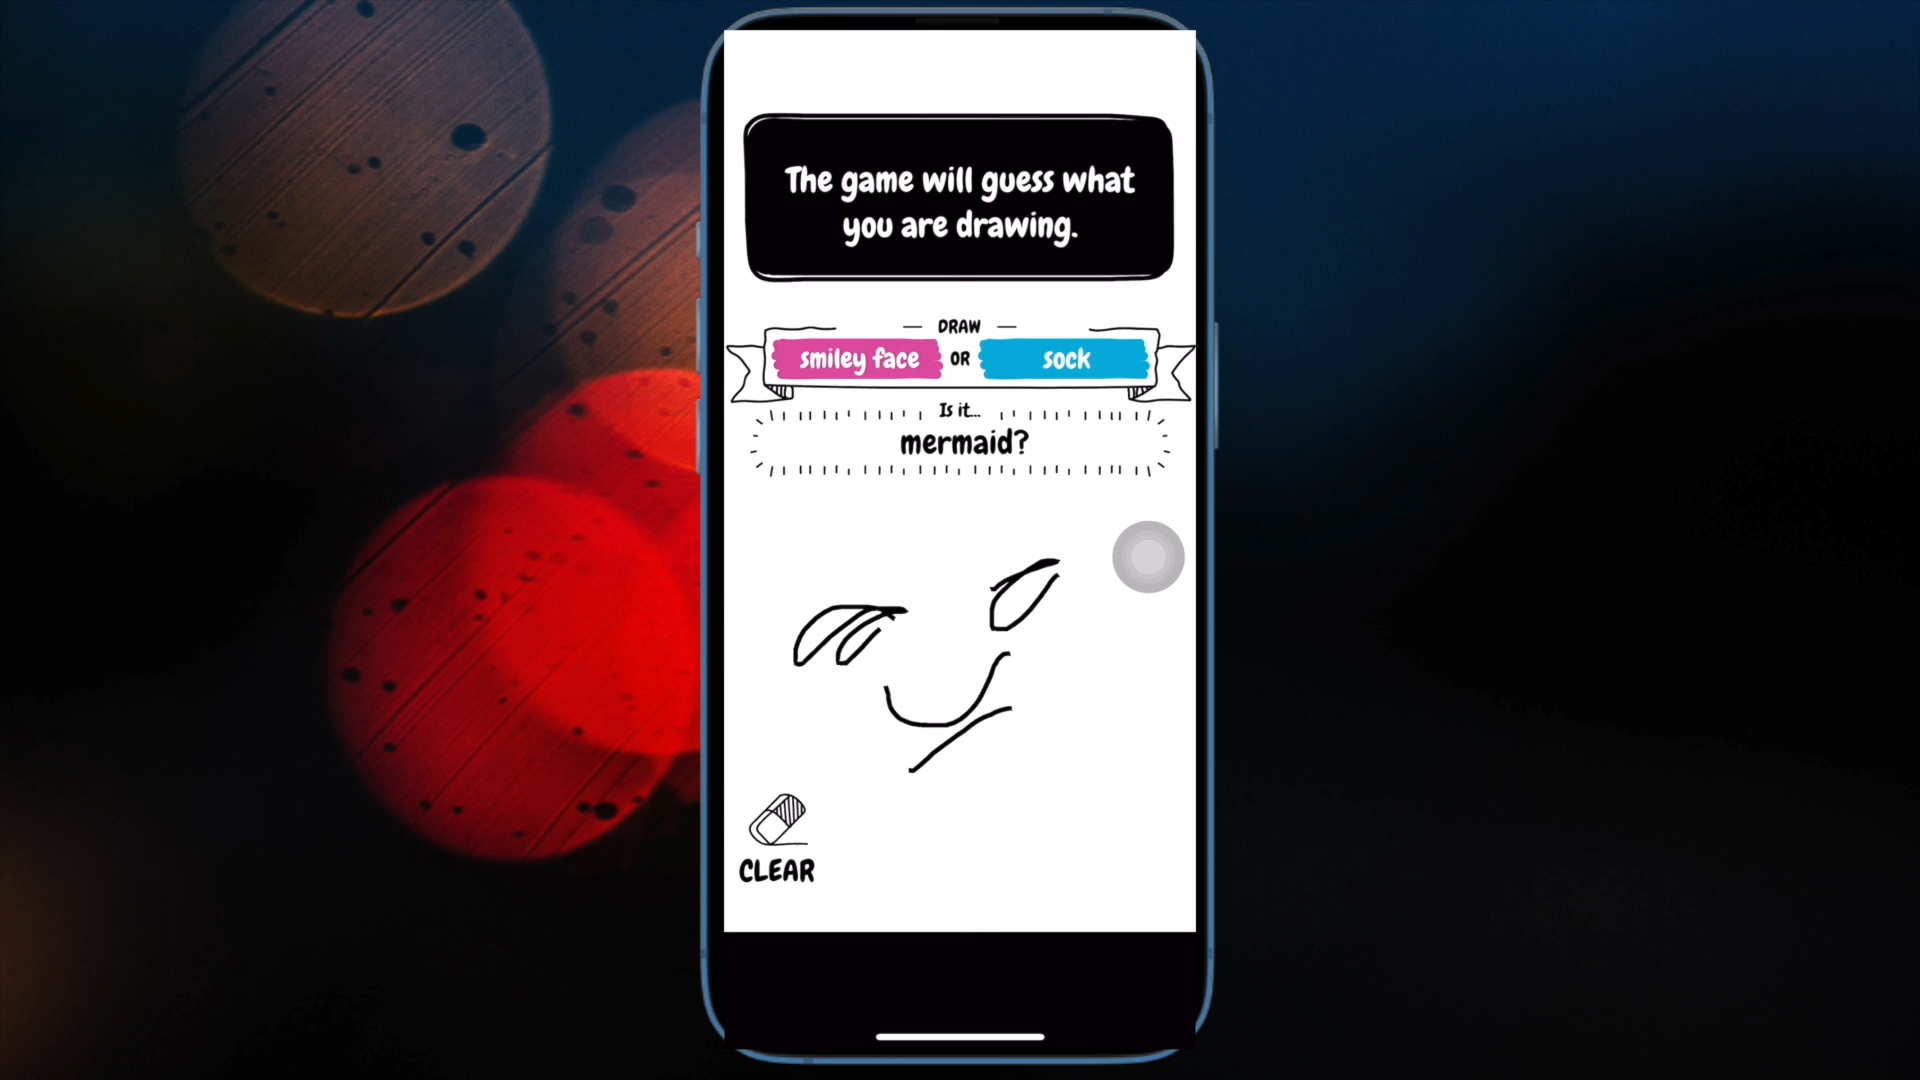 The game will guess what
you are drawing.
DRAW
smiley face OR sock
Is it...
mermaid?
CLEAR